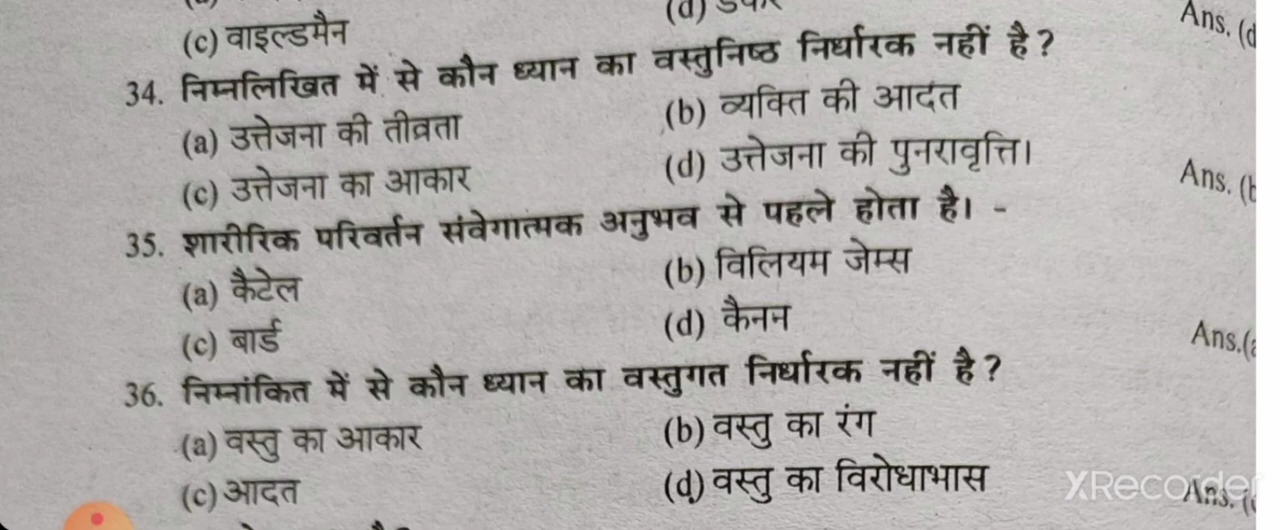 (c) वाइल्डमैन
Ans. (d
34. निम्नलिखित में से कौन ध्यान का वस्तुनिष्ठ निर्धारक नहीं है?
(a) उत्तेजना की तीव्रता (b) व्यक्ति की आदत
(c) उत्तेजना का आकार (d) उत्तेजना की पुनरावृत्ति।
Ans. (b
35. शारीरिक परिवर्तन संवेगात्मक अनुभव से पहले होता है। -
(a) कैटेल (b) विलियम जेम्स
(c) बार्ड (d) कैनन
Ans.(a
36. निम्नांकित में से कौन ध्यान का वस्तुगत निर्धारक नहीं है?
(a) वस्तु का आकार (b) वस्तु का रंग
(c) आदत (d) वस्तु का विरोधाभास
Ans. (
XRecorder